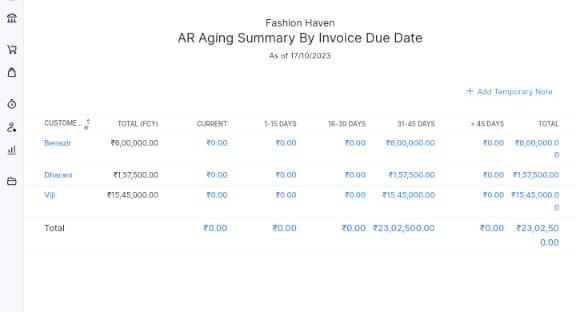 Fashion Haven
AR Aging Summary By Invoice Due Date
As of 17/10/2023
+ Add Temporary Note
CUSTOME... TOTAL (FCY) CURRENT 1-15 DAYS 16-30 DAYS 31-45 DAYS > 45 DAYS TOTAL
Benazir ₹6,00,000.00 ₹0.00 ₹0.00 ₹0.00 ₹6,00,000.00 ₹0.00 ₹6,00,000.0
0
Dharani ₹1,57,500.00 ₹0.00 ₹0.00 ₹0.00 ₹1,57,500.00 ₹0.00 ₹1,57,500.00
Viji ₹15,45,000.00 ₹0.00 ₹0.00 ₹0.00 ₹15,45,000.00 ₹0.00 ₹15,45,000.0
0
Total ₹0.00 ₹0.00 ₹0.00 ₹23,02,500.00 ₹0.00 ₹23,02,50
0.00